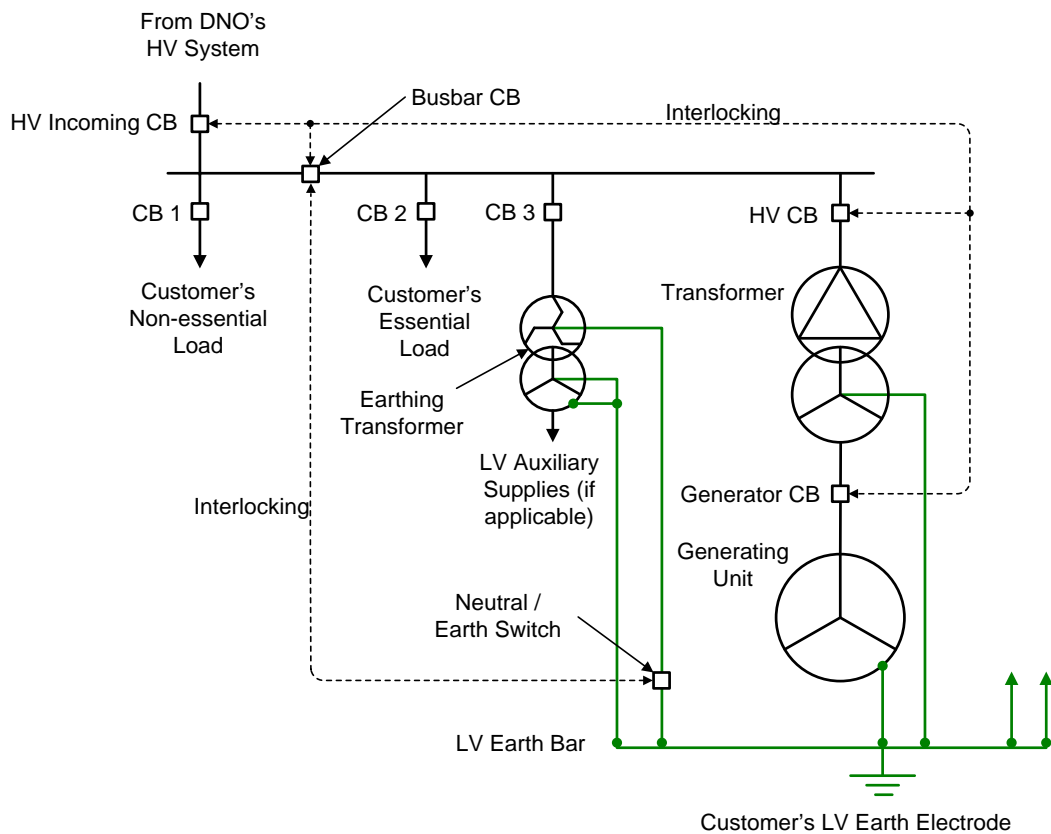 From DNO's
HV System
Busbar CB
HV Incoming CB
Interlocking
CB 1
CB 2
CB 3
HV CB
Customer's
Non-essential
Load
Customer's
Essential
Load
Transformer
Earthing
Transformer
LV Auxiliary
Supplies (if
applicable)
Generator CB
Interlocking
Generating
Unit
Neutral /
Earth Switch
LV Earth Bar
Customer's LV Earth Electrode